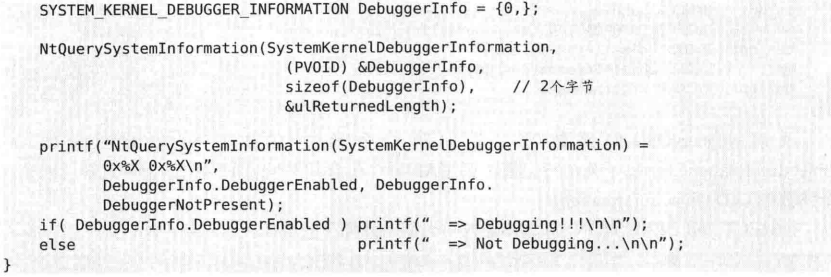 SYSTEM_KERNEL_DEBUGGER_INFORMATION DebuggerInfo = {0,};
NtQuerySystemInformation(SystemKernelDebuggerInformation,
(PVOID) &DebuggerInfo,
sizeof(DebuggerInfo),    // 2个字节
&ulReturnedLength);
printf(“NtQuerySystemInformation(SystemKernelDebuggerInformation) =
0x%X 0x%X\n”,
DebuggerInfo.DebuggerEnabled, DebuggerInfo.
DebuggerNotPresent);
if( DebuggerInfo.DebuggerEnabled ) printf(“  => Debugging!!!\n\n”);
else                               printf(“  => Not Debugging...\n\n”);
}